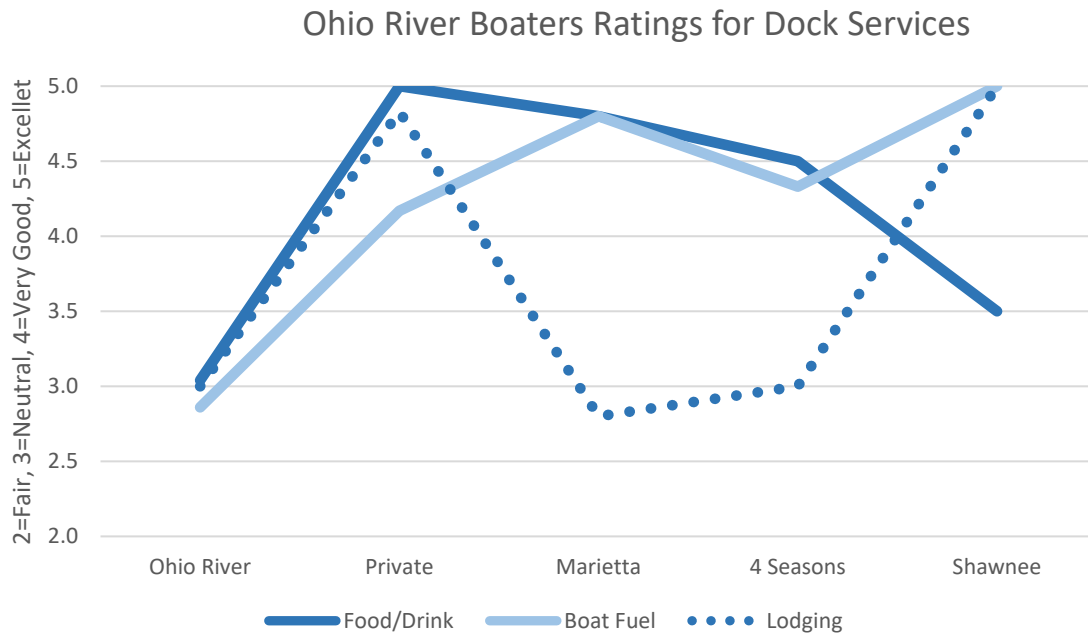 Ohio River Boaters Ratings for Dock Services
2=Fair, 3=Neutral, 4=Very Good, 5=Excellet
5.0
4.5
4.0
3.5
3.0
2.5
2.0
Ohio River Private Marietta 4 Seasons Shawnee
Food/Drink Boat Fuel Lodging